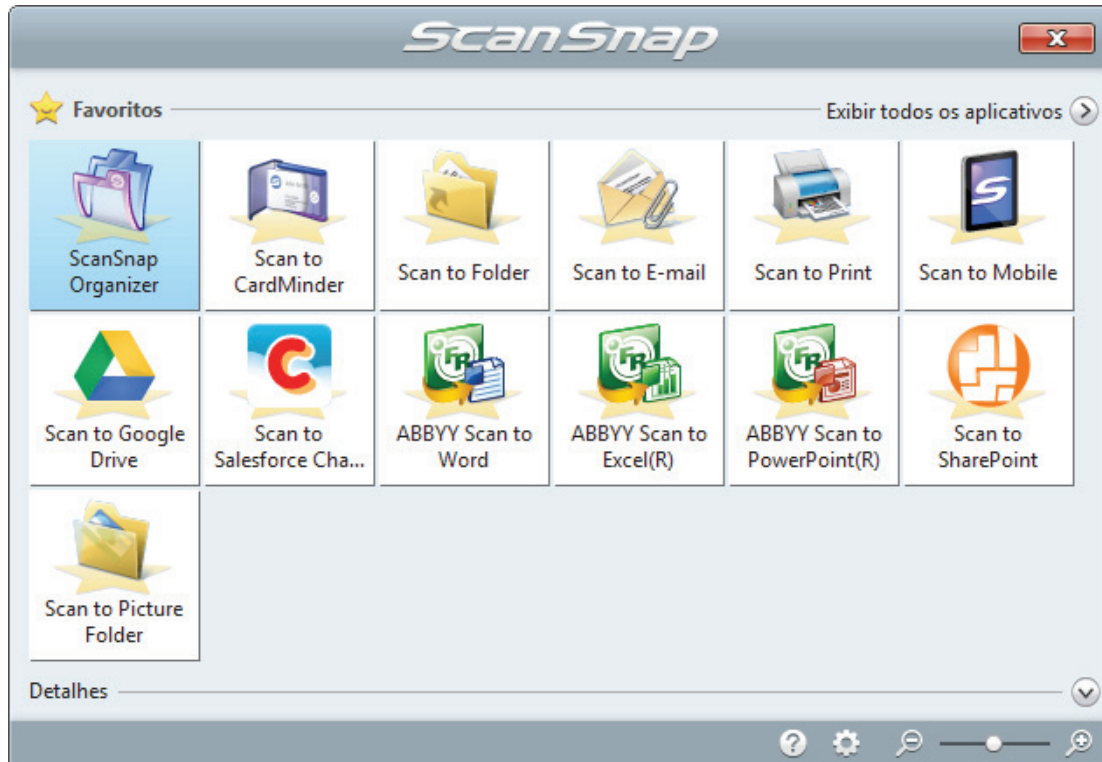 ScanSnap
Favoritos
Exibir todos os aplicativos
ScanSnap
Organizer
Scan to
CardMinder
Scan to Folder
Scan to E-mail
Scan to Print
Scan to Mobile
Scan to Google
Drive
Scan to
Salesforce Cha...
ABBYY Scan to
Word
ABBYY Scan to
Excel(R)
ABBYY Scan to
PowerPoint(R)
Scan to
SharePoint
Scan to Picture
Folder
Detalhes